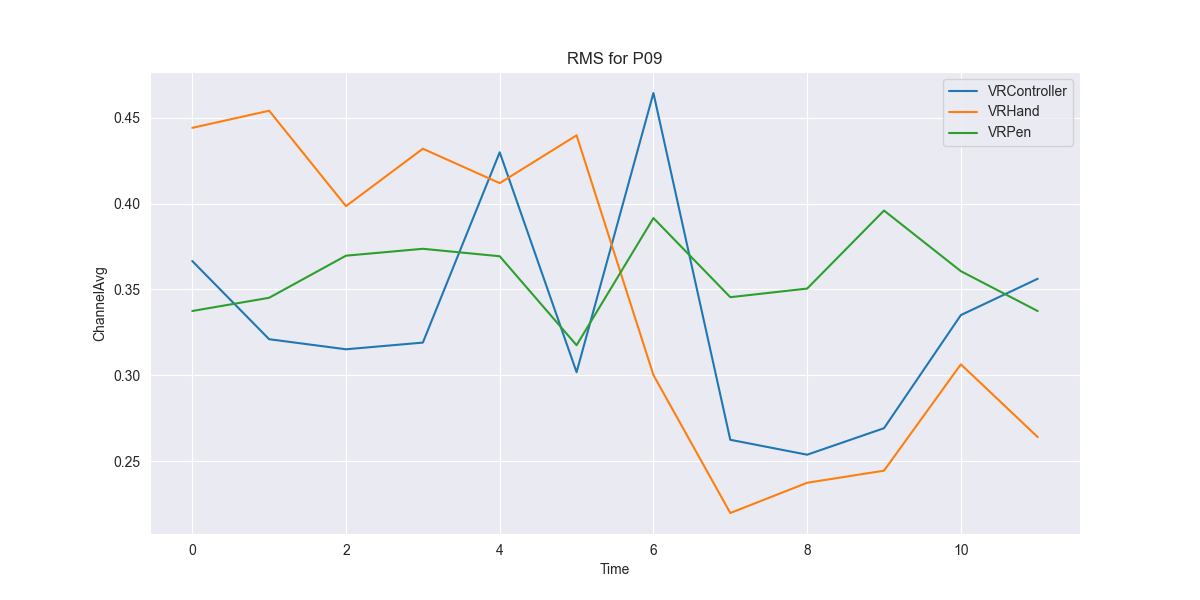 RMS for P09
VRController
VRHand
VRPen
0.45
0.40
0.35
0.30
0.25
ChannelAvg
0 2 4 6 8 10
Time